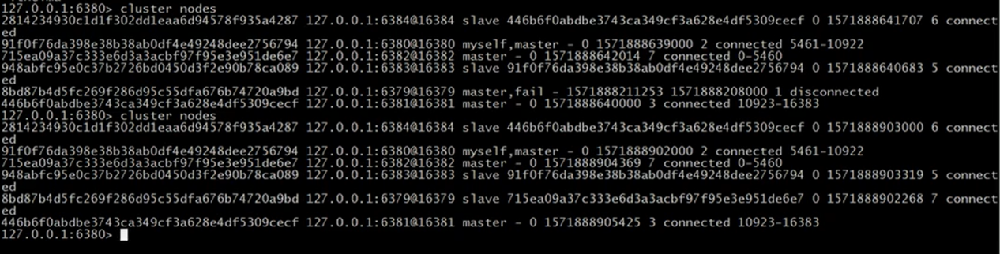 127.0.0.1:6380> cluster nodes
2814234930c1d1f302dd1eaa6d94578f935a4287 127.0.0.1:6384@16384 slave 446b6f0abdbe3743ca349cf3a628e4df5309cecf 0 1571888641707 6 connect
ed
91f0f76da398e38b38ab0df4e49248dee2756794 127.0.0.1:6380@16380 myself,master - 0 1571888639000 2 connected 5461-10922
715ea09a37c333e6d3a3acbf97f95e3e951de6e7 127.0.0.1:6382@16382 master - 0 1571888642014 7 connected 0-5460
948abfc95e0c37b2726bd0450d3f2e90b78ca089 127.0.0.1:6383@16383 slave 91f0f76da398e38b38ab0df4e49248dee2756794 0 1571888640683 5 connect
ed
8bd87b4d5fc269f286d95c55dfa676b74720a9bd 127.0.0.1:6379@16379 master,fail - 1571888211253 1571888208000 1 disconnected
446b6f0abdbe3743ca349cf3a628e4df5309cecf 127.0.0.1:6381@16381 master - 0 1571888640000 3 connected 10923-16383
127.0.0.1:6380> cluster nodes
2814234930c1d1f302dd1eaa6d94578f935a4287 127.0.0.1:6384@16384 slave 446b6f0abdbe3743ca349cf3a628e4df5309cecf 0 1571888903000 6 connect
ed
91f0f76da398e38b38ab0df4e49248dee2756794 127.0.0.1:6380@16380 myself,master - 0 1571888902000 2 connected 5461-10922
715ea09a37c333e6d3a3acbf97f95e3e951de6e7 127.0.0.1:6382@16382 master - 0 1571888904369 7 connected 0-5460
948abfc95e0c37b2726bd0450d3f2e90b78ca089 127.0.0.1:6383@16383 slave 91f0f76da398e38b38ab0df4e49248dee2756794 0 1571888903319 5 connect
ed
8bd87b4d5fc269f286d95c55dfa676b74720a9bd 127.0.0.1:6379@16379 slave 715ea09a37c333e6d3a3acbf97f95e3e951de6e7 0 1571888902268 7 connect
ed
446b6f0abdbe3743ca349cf3a628e4df5309cecf 127.0.0.1:6381@16381 master - 0 1571888905425 3 connected 10923-16383
127.0.0.1:6380>